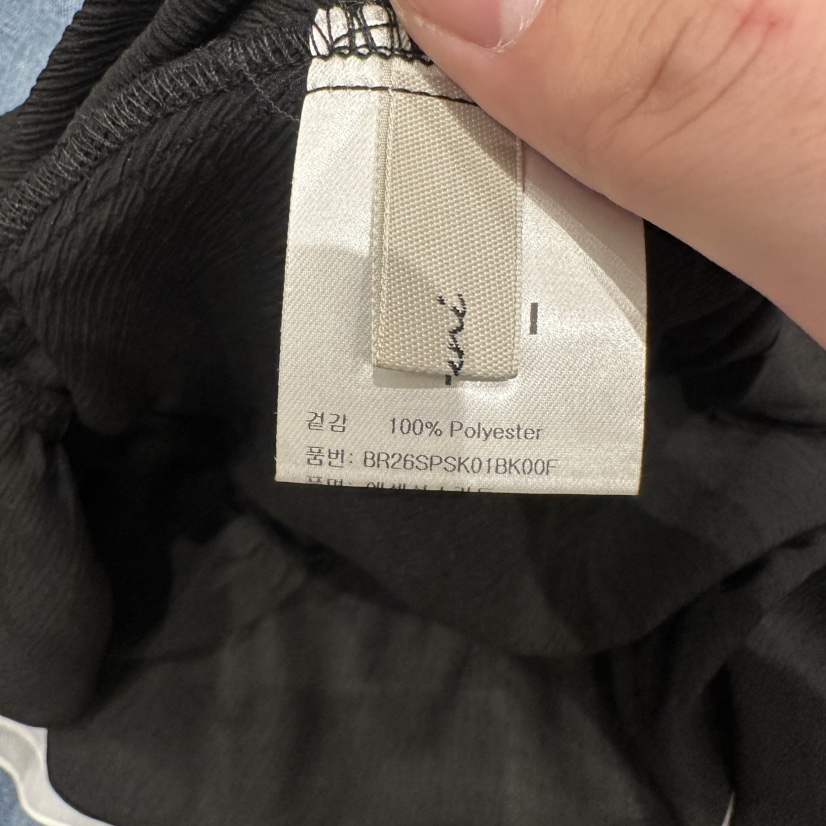 겉감 100% Polyester
품번: BR26SPSK01BK00F